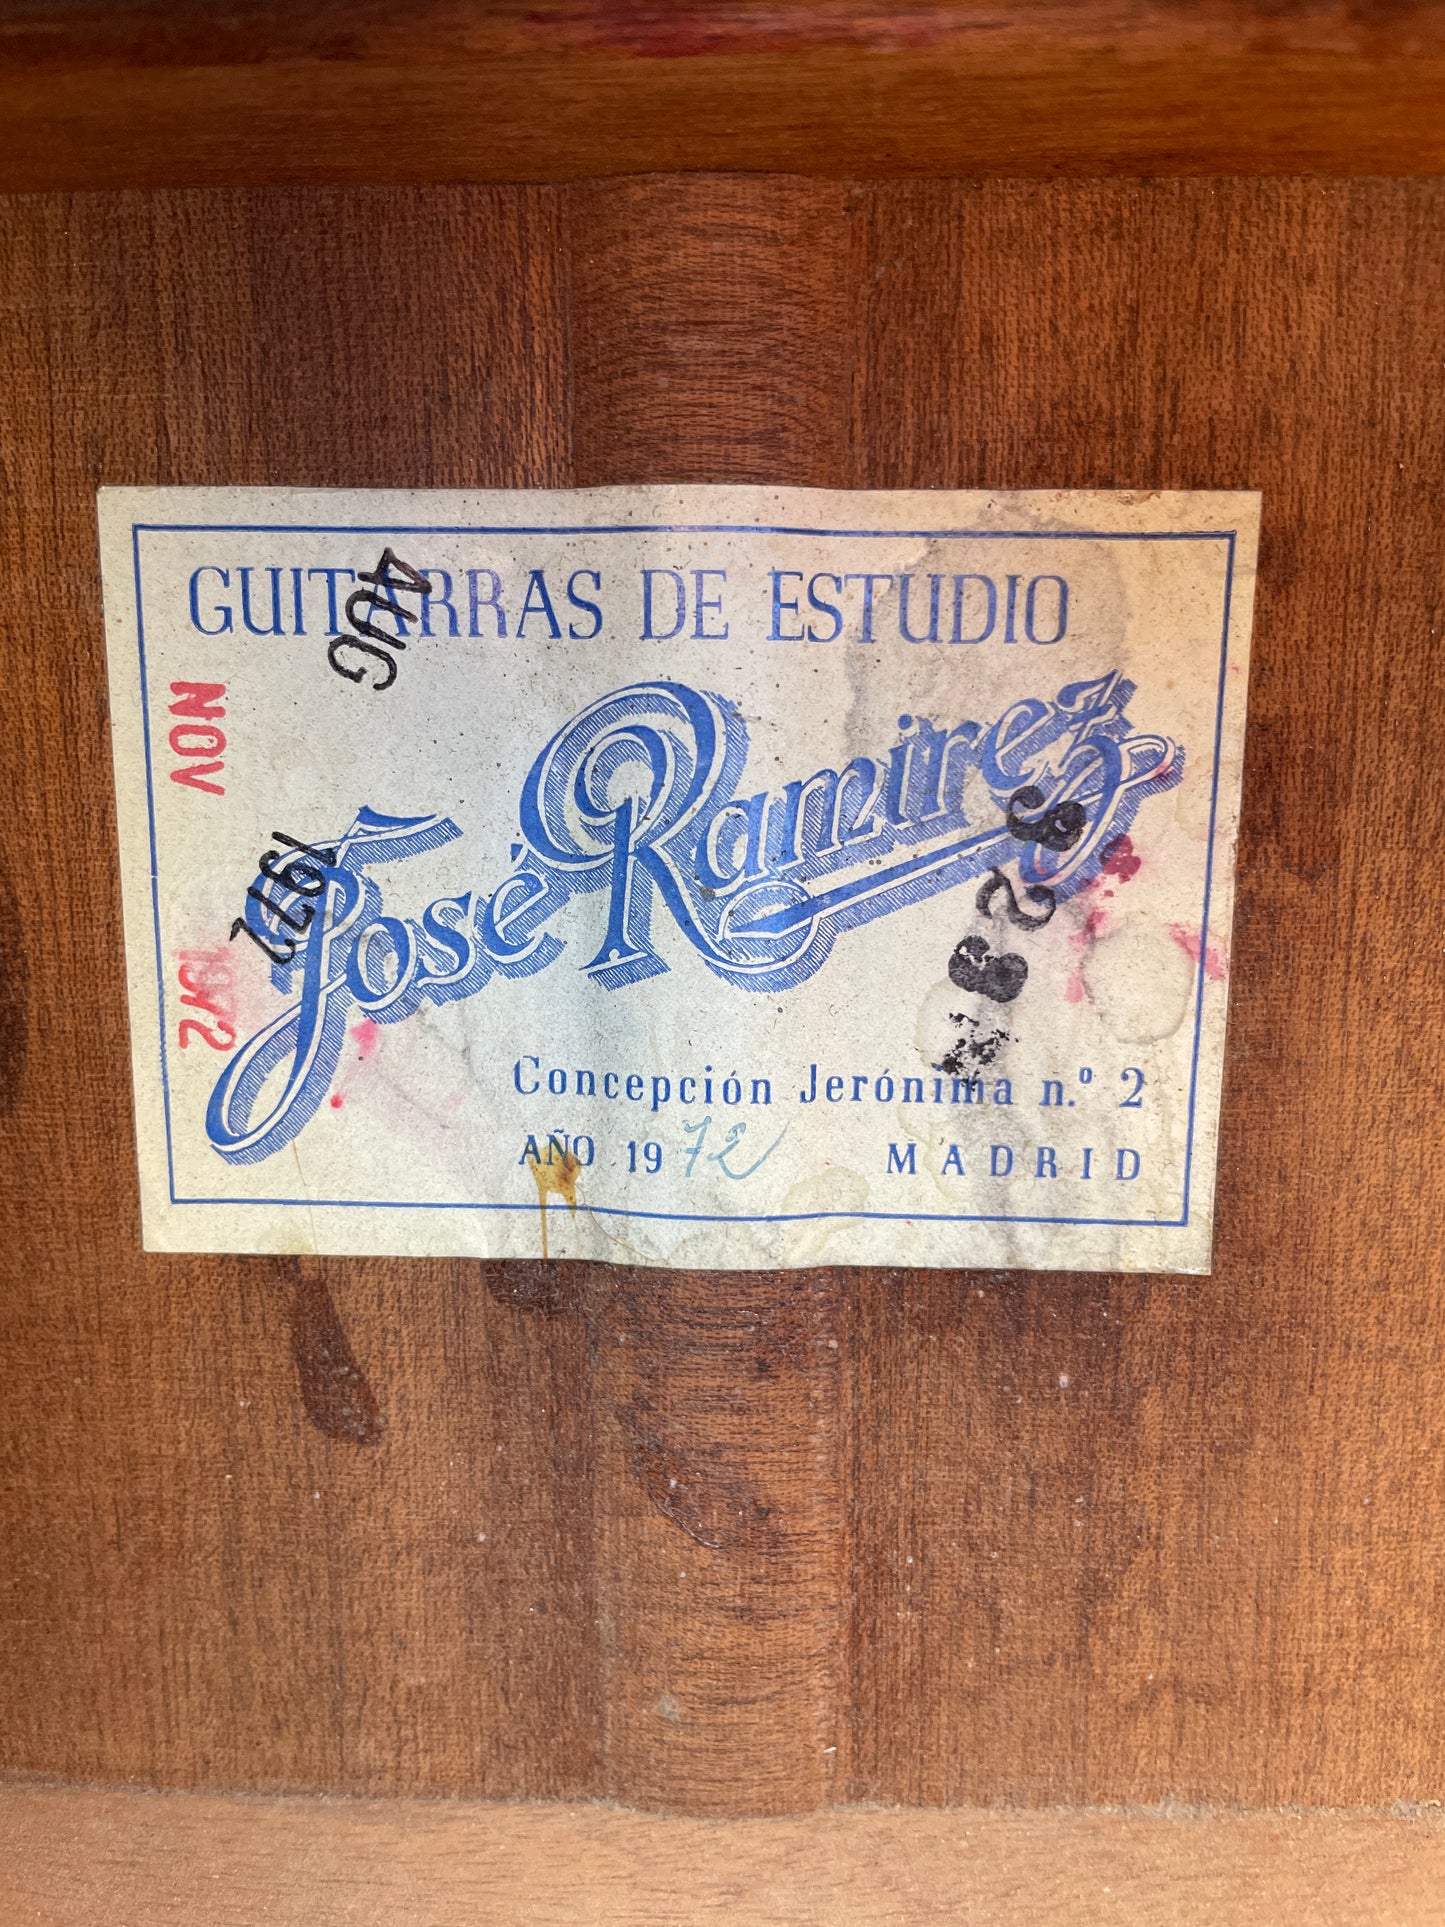 GUITARRAS DE ESTUDIO
AUG
1972
NOV
1972
José Ramirez
Concepción Jerónima n.º 2
AÑO 1972 MADRID